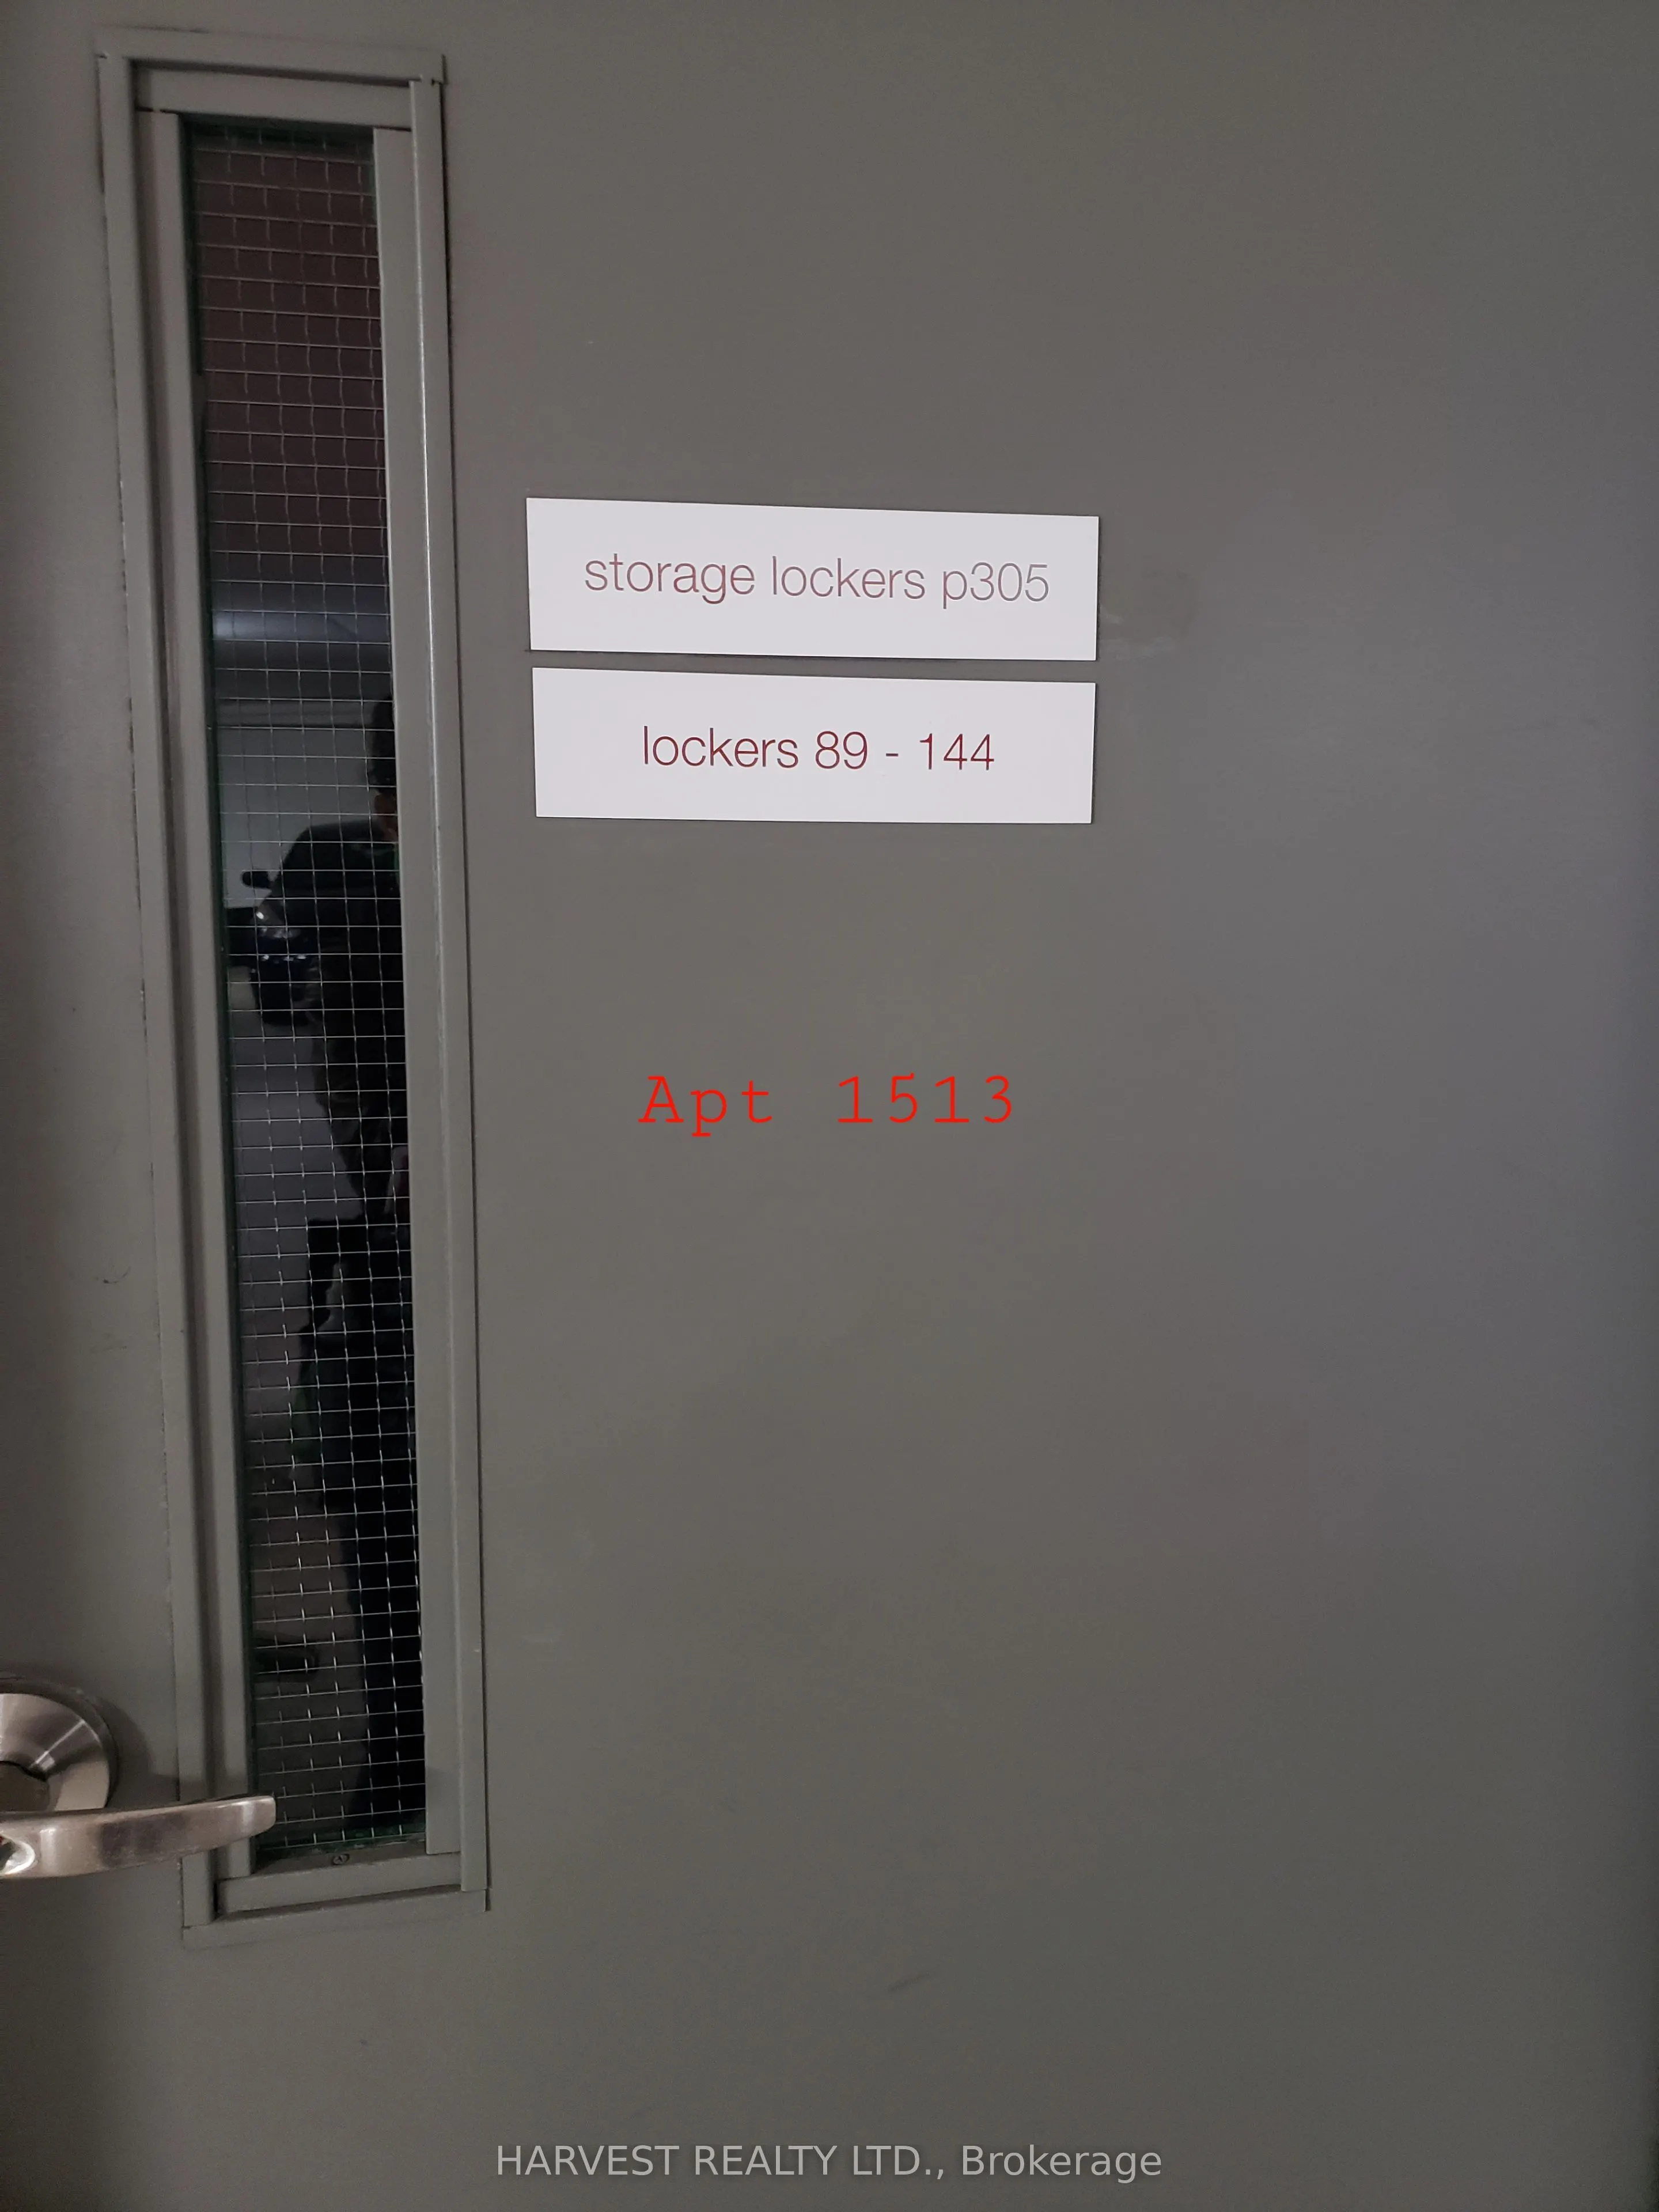 storage lockers p305
lockers 89 - 144
Apt 1513
HARVEST REALTY LTD., Brokerage